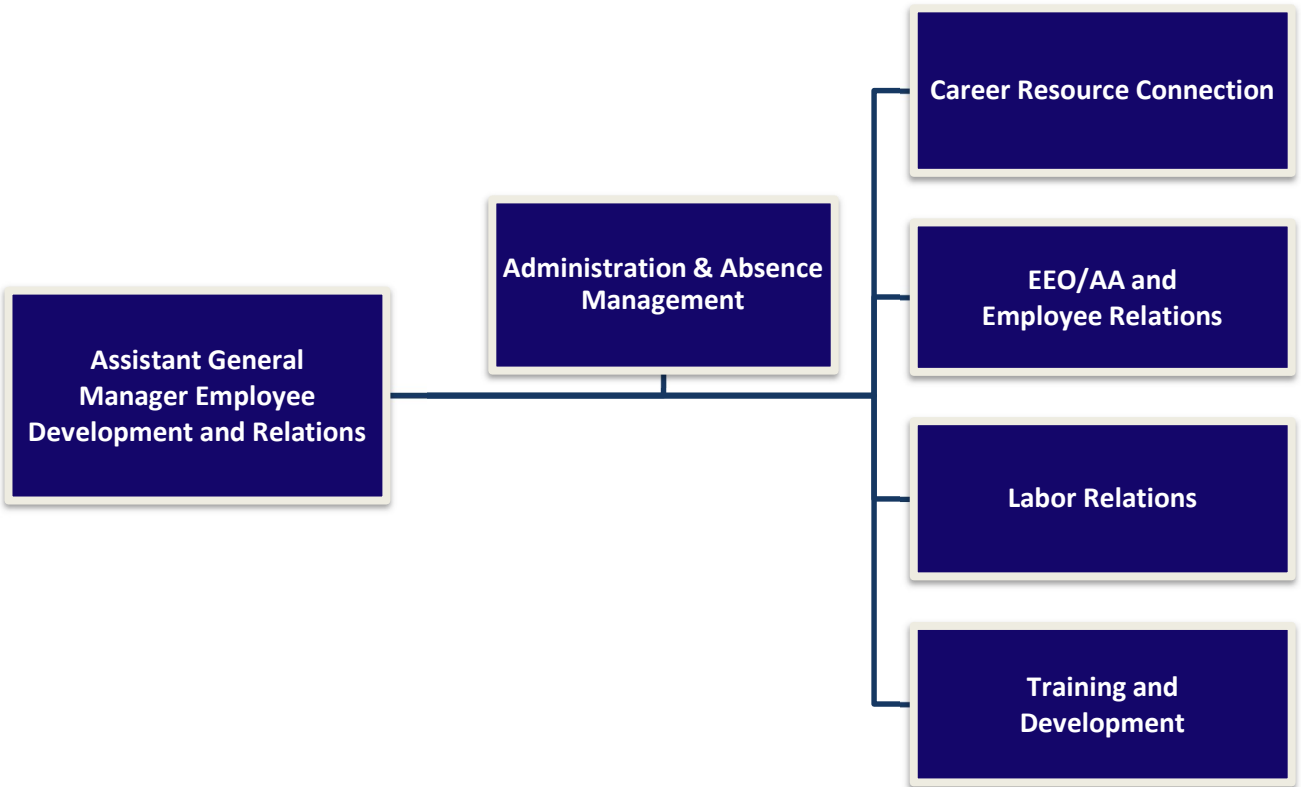 Assistant General
Manager Employee
Development and Relations
Administration & Absence
Management
Career Resource Connection
EEO/AA and
Employee Relations
Labor Relations
Training and
Development